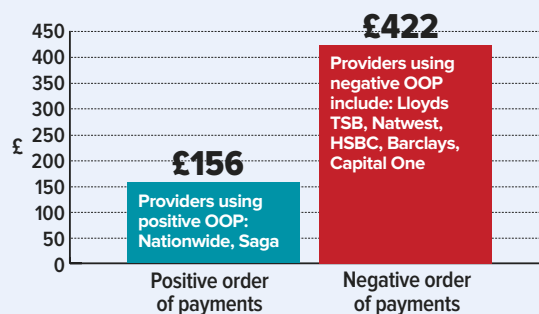 £422
£156
450
400
350
300
250
200
150
100
50
0
£
Providers using
negative OOP
include: Lloyds
TSB, Natwest,
HSBC, Barclays,
Capital One
Providers using
positive OOP:
Nationwide, Saga
Positive order
of payments
Negative order
of payments